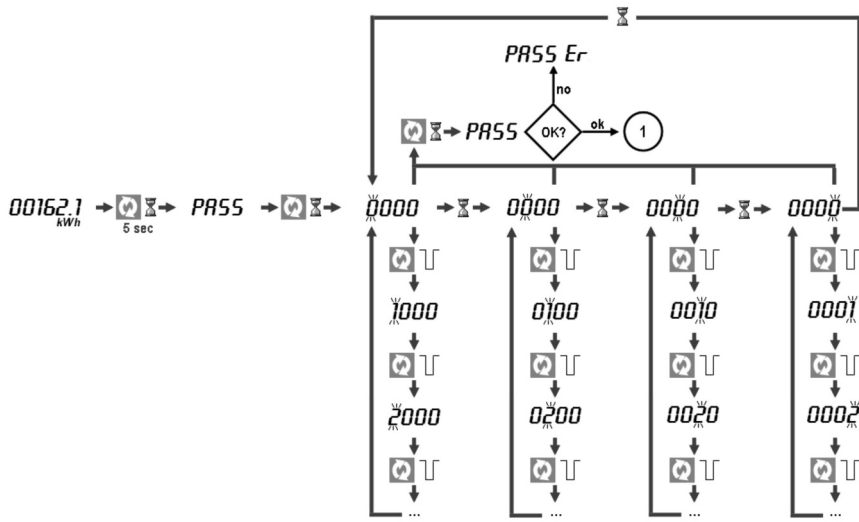 PASS Er
no
PASS OK? ok 1
00162.1 PASS 0000 0000 0000 0000
kWh
5 sec
1000 0100 0010 0001
2000 0200 0020 0002
... ... ... ...